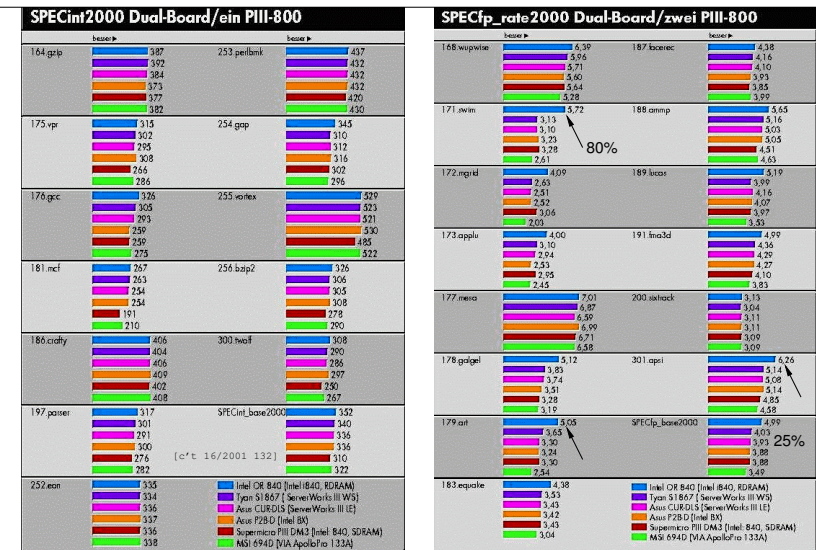 SPECint2000 Dual-Board/ein PIII-800
besser ▶ besser ▶
164.gzip 387 392 384 373 377 382
253.perlbmk 437 432 432 432 420 430
175.vpr 315 302 295 308 266 286
254.gap 345 310 312 316 302 296
176.gcc 326 305 293 259 259 275
255.vortex 529 523 521 530 485 522
181.mcf 267 263 254 254 191 210
256.bzip2 326 306 305 308 278 290
186.crafty 406 404 406 409 402 408
300.twolf 308 290 286 297 250 267
197.parser 317 301 291 300 276 282
SPECint_base2000 352 340 336 336 310 322
[c't 16/2001 132]
252.eon 335 334 336 337 336 338
Intel OR 840 (Intel i840, RDRAM)
Tyan S1867 ( ServerWorks III WS)
Asus CUR-DLS (ServerWorks III LE)
Asus P2B-D (Intel BX)
Supermicro PIII DM3 (Intel: 840, SDRAM)
MSI 694D (VIA ApolloPro 133A)
SPECfp_rate2000 Dual-Board/zwei PIII-800
besser ▶ besser ▶
168.wupwise 6,39 5,96 5,71 5,60 5,64 5,28
187.facerec 4,38 4,16 4,10 3,93 3,85 3,99
171.swim 5,72 3,13 3,10 3,23 3,28 2,61
80%
188.ammp 5,65 5,16 5,03 5,05 4,51 4,63
172.mgrid 4,09 2,63 2,51 2,52 3,06 2,03
189.lucas 5,19 3,99 4,16 4,07 3,97 3,53
173.applu 4,00 3,10 2,94 2,53 2,95 2,45
191.fma3d 4,99 4,36 4,29 4,27 4,10 3,83
177.mesa 7,01 6,87 6,59 6,99 6,71 6,58
200.sixtrack 3,13 3,04 3,11 3,11 3,09 3,09
178.galgel 5,12 3,83 3,74 3,51 3,28 3,19
301.apsi 6,26 5,14 5,08 5,14 4,85 4,58
179.art 5,05 3,65 3,30 3,24 3,30 2,54
SPECfp_base2000 4,99 4,03 3,93 3,88 3,88 3,49
25%
183.equake 4,38 3,53 3,43 3,42 3,43 3,04
Intel OR 840 (Intel i840, RDRAM)
Tyan S1867 ( ServerWorks III WS)
Asus CUR-DLS (ServerWorks III LE)
Asus P2B-D (Intel BX)
Supermicro PIII DM3 (Intel: 840, SDRAM)
MSI 694D (VIA ApolloPro 133A)